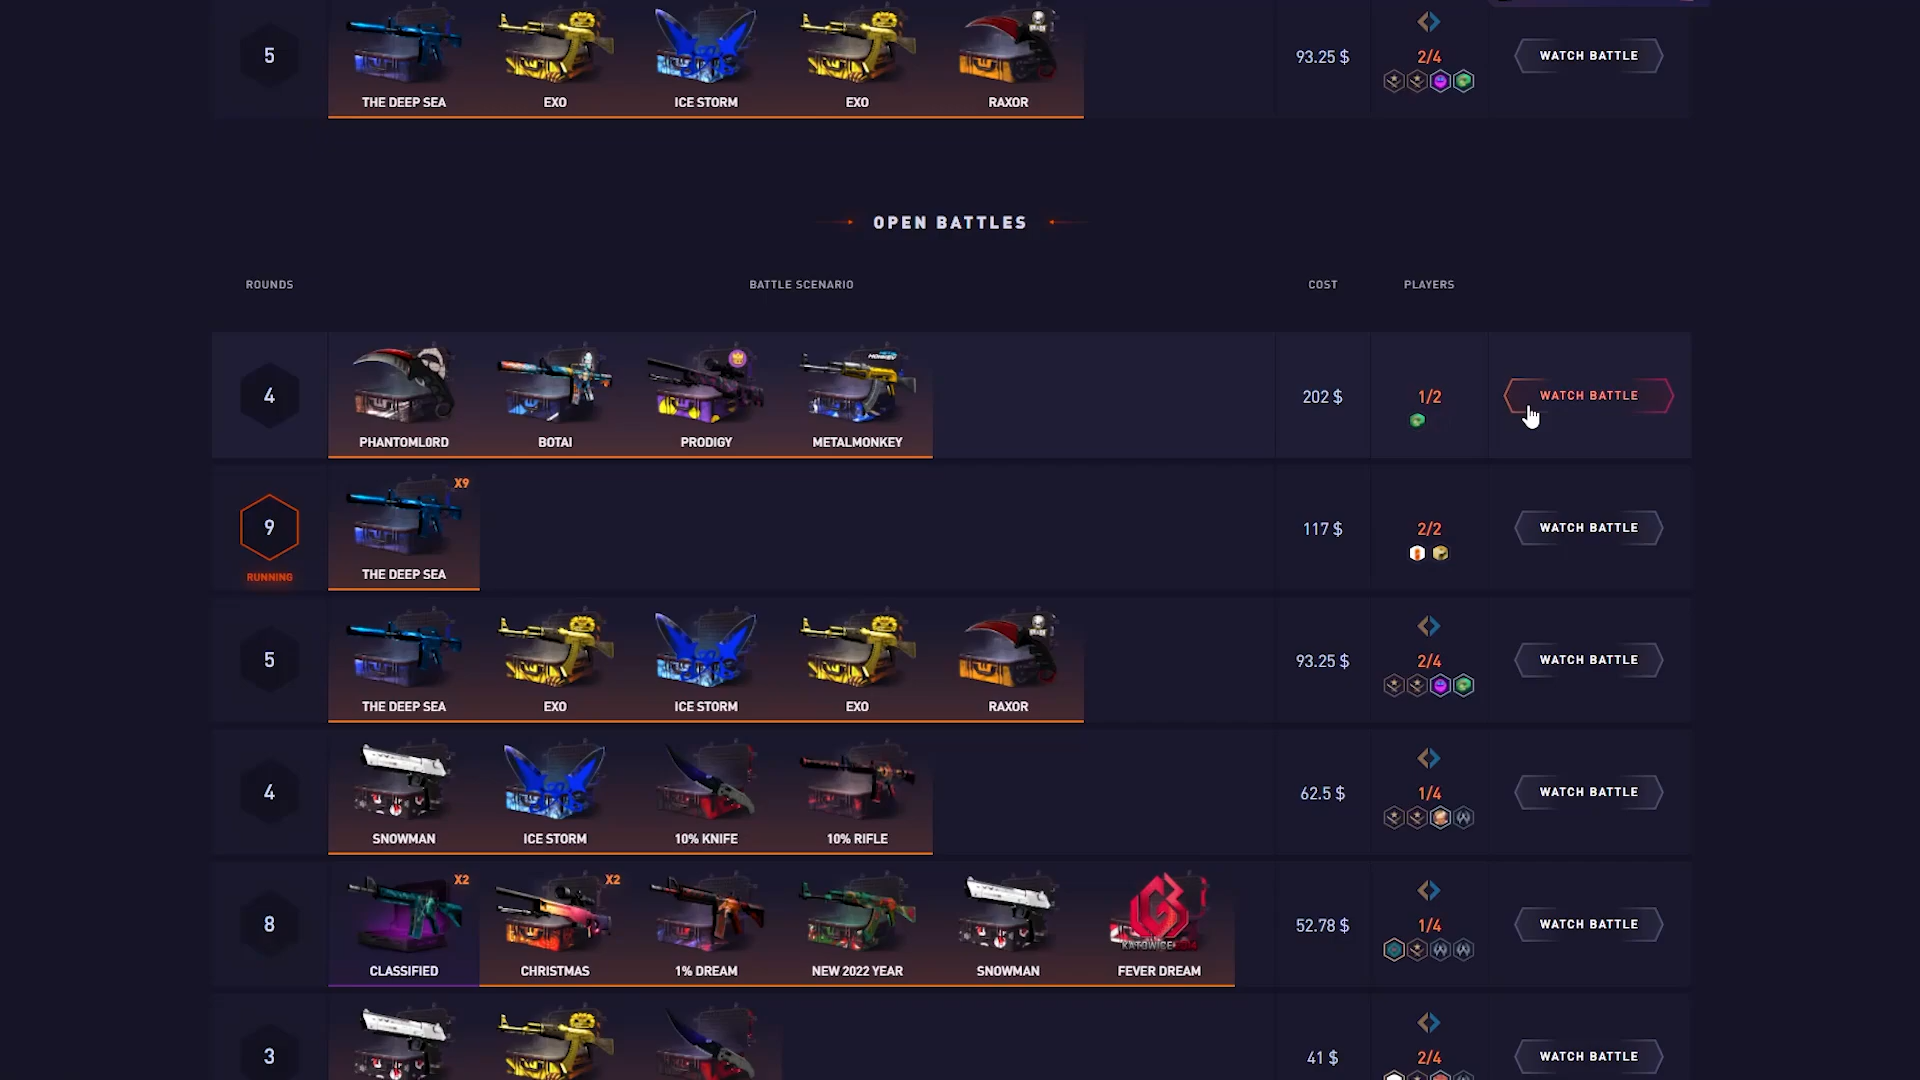 5
THE DEEP SEA
EXO
ICE STORM
EXO
RAXOR
93.25 $
2/4
WATCH BATTLE
OPEN BATTLES
ROUNDS
BATTLE SCENARIO
COST
PLAYERS
4
PHANTOML0RD
BOTAI
PRODIGY
METALMONKEY
202 $
1/2
WATCH BATTLE
9
RUNNING
X9
THE DEEP SEA
117 $
2/2
WATCH BATTLE
5
THE DEEP SEA
EXO
ICE STORM
EXO
RAXOR
93.25 $
2/4
WATCH BATTLE
4
SNOWMAN
ICE STORM
10% KNIFE
10% RIFLE
62.5 $
1/4
WATCH BATTLE
8
X2
CLASSIFIED
X2
CHRISTMAS
1% DREAM
NEW 2022 YEAR
SNOWMAN
KATOWICE
FEVER DREAM
52.78 $
1/4
WATCH BATTLE
3
41 $
2/4
WATCH BATTLE